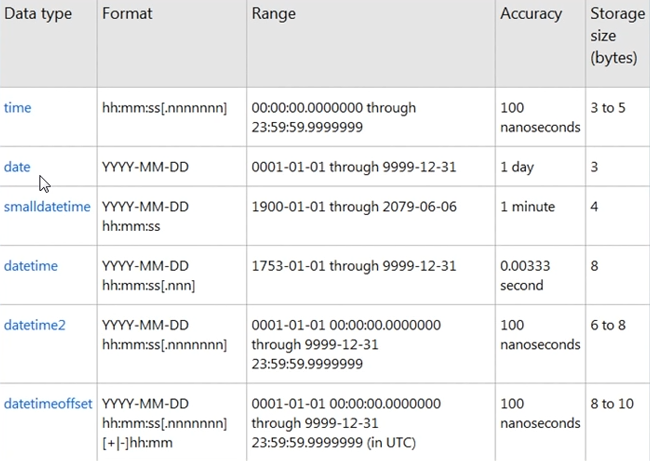 Data type Format Range Accuracy Storage
size
(bytes)
time hh:mm:ss[.nnnnnnn] 00:00:00.0000000 through 100 3 to 5
23:59:59.9999999 nanoseconds
date YYYY-MM-DD 0001-01-01 through 9999-12-31 1 day 3
smalldatetime YYYY-MM-DD 1900-01-01 through 2079-06-06 1 minute 4
hh:mm:ss
datetime YYYY-MM-DD 1753-01-01 through 9999-12-31 0.00333 8
hh:mm:ss[.nnn] second
datetime2 YYYY-MM-DD 0001-01-01 00:00:00.0000000 100 6 to 8
hh:mm:ss[.nnnnnnn] through 9999-12-31 nanoseconds
23:59:59.9999999
datetimeoffset YYYY-MM-DD 0001-01-01 00:00:00.0000000 100 8 to 10
hh:mm:ss[.nnnnnnn] through 9999-12-31 nanoseconds
[+|-]hh:mm 23:59:59.9999999 (in UTC)